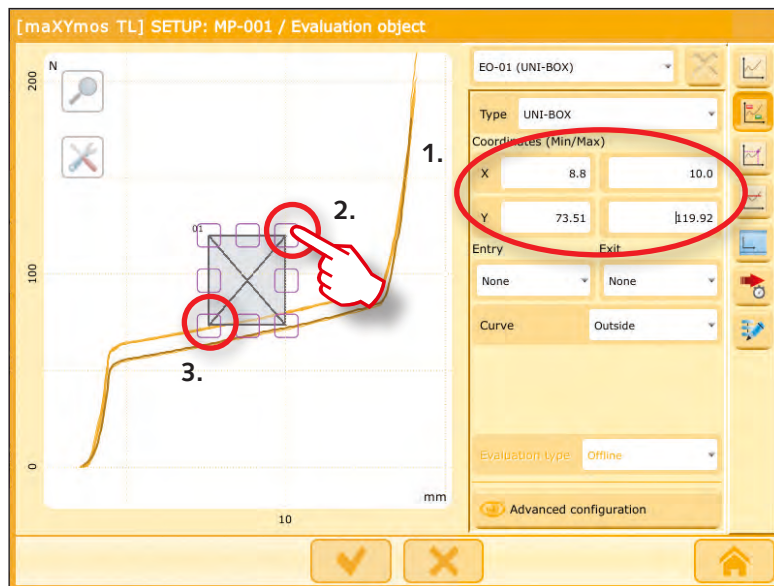 [maXYmos TL] SETUP: MP-001 / Evaluation object
N
200
100
0
01
1.
2.
3.
mm
10
EO-01 (UNI-BOX)
Type UNI-BOX
Coordinates (Min/Max)
X 8.8 10.0
Y 73.51 119.92
Entry Exit
None None
Curve Outside
Evaluation type Offline
Advanced configuration